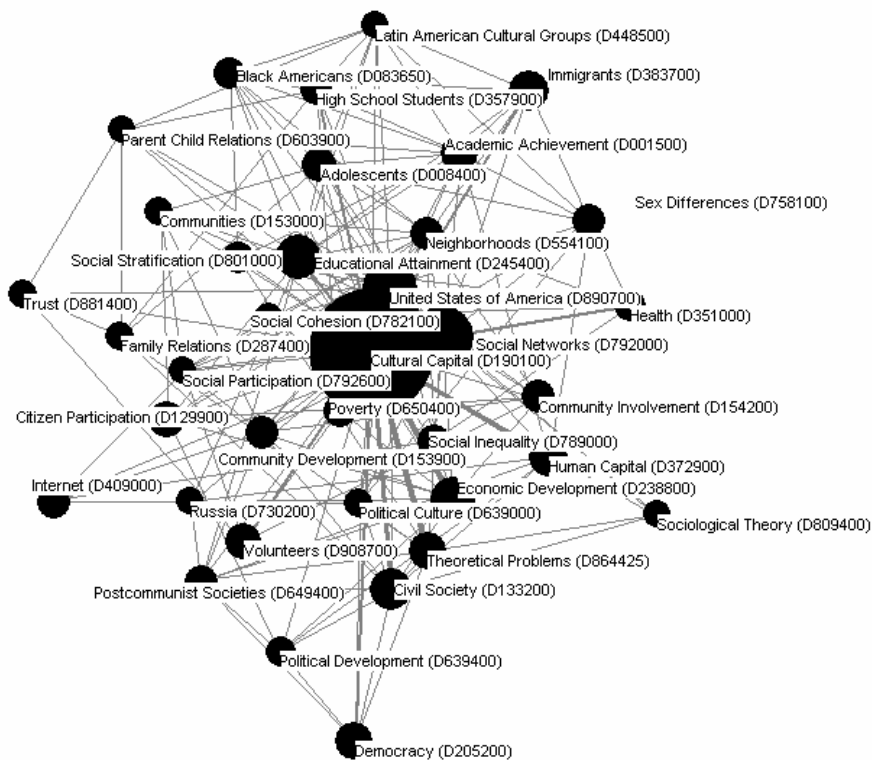 Latin American Cultural Groups (D448500)
Black Americans (D083650)
Immigrants (D383700)
High School Students (D357900)
Parent Child Relations (D603900)
Academic Achievement (D001500)
Adolescents (D008400)
Sex Differences (D758100)
Communities (D153000)
Neighborhoods (D554100)
Social Stratification (D801000)
Educational Attainment (D245400)
United States of America (D890700)
Trust (D881400)
Social Cohesion (D782100)
Health (D351000)
Family Relations (D287400)
Social Networks (D792000)
Cultural Capital (D190100)
Social Participation (D792600)
Citizen Participation (D129900)
Poverty (D650400)
Community Involvement (D154200)
Social Inequality (D789000)
Community Development (D153900)
Human Capital (D372900)
Internet (D409000)
Economic Development (D238800)
Russia (D730200)
Political Culture (D639000)
Sociological Theory (D809400)
Volunteers (D908700)
Theoretical Problems (D864425)
Postcommunist Societies (D649400)
Civil Society (D133200)
Political Development (D639400)
Democracy (D205200)